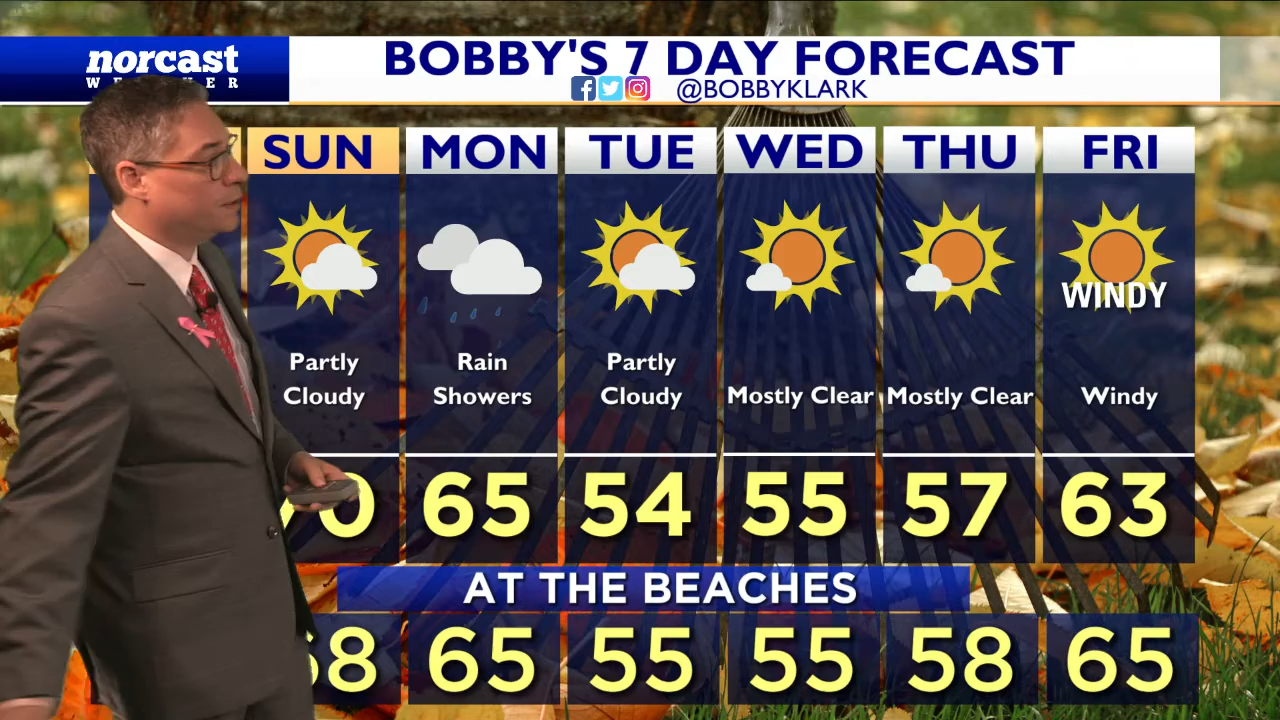 norcast
BOBBY'S 7 DAY FORECAST
@BOBBYKLARK
SUN MON TUE WED THU FRI
WINDY
Partly Rain Partly
Cloudy Showers Cloudy Mostly Clear Mostly Clear Windy
65 54 55 57 63
AT THE BEACHES
65 55 55 58 65